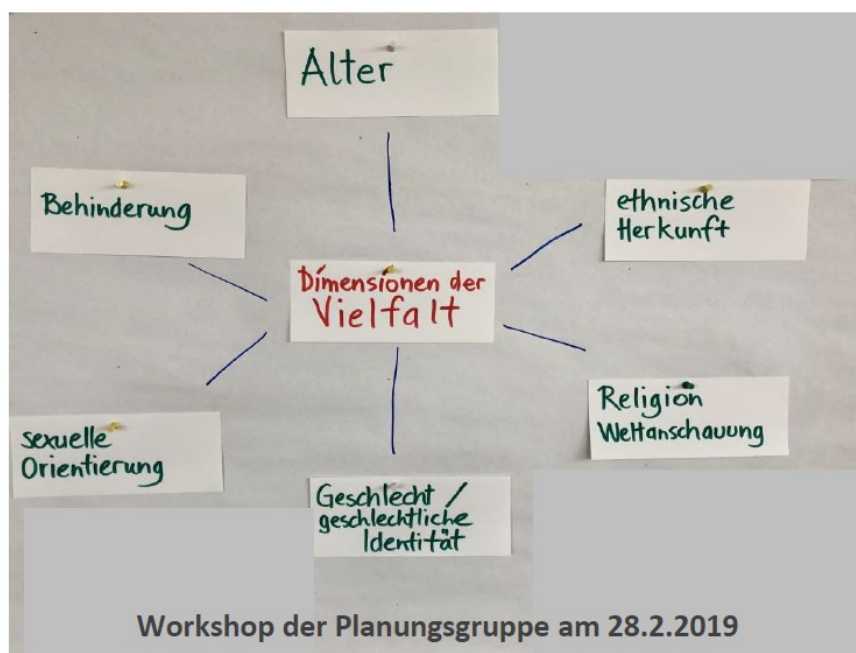 Alter
Behinderung
ethnische
Herkunft
Dimensionen der
Vielfalt
Religion
Weltanschauung
sexuelle
Orientierung
Geschlecht /
geschlechtliche
Identität
Workshop der Planungsgruppe am 28.2.2019